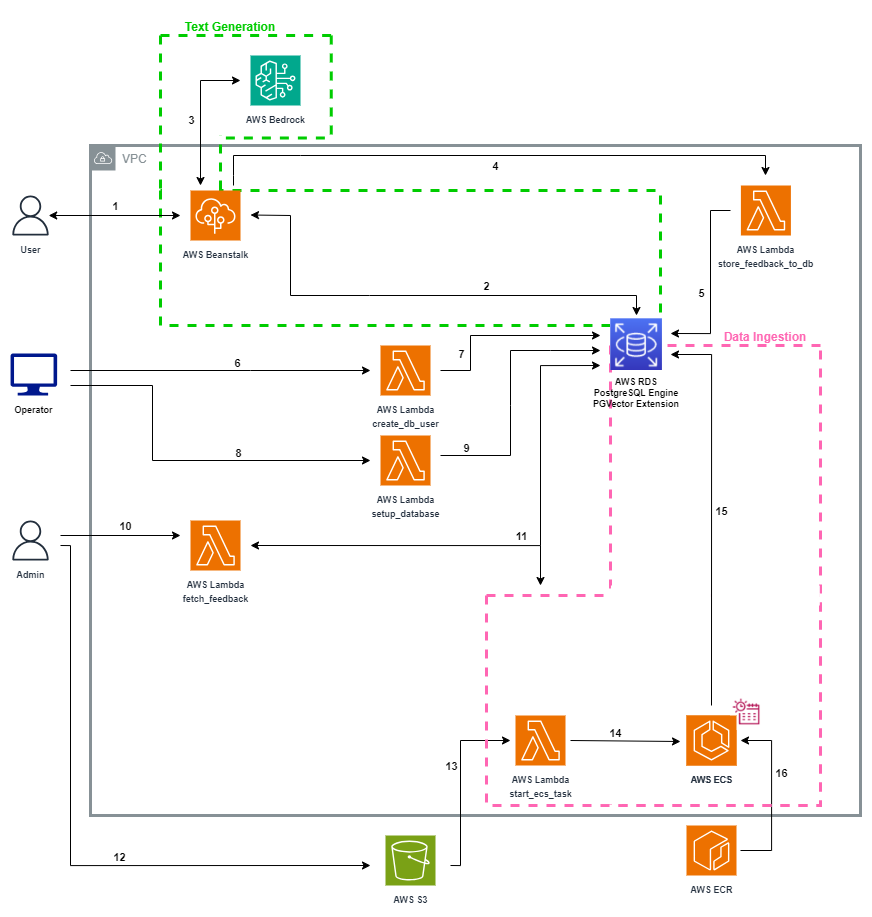 Text Generation
AWS Bedrock
3
VPC
4
1
User
AWS Beanstalk
AWS Lambda
store_feedback_to_db
2
5
Data Ingestion
6
7
Operator
AWS Lambda
create_db_user
AWS RDS
PostgreSQL Engine
PGVector Extension
8
9
AWS Lambda
setup_database
10
11
15
Admin
AWS Lambda
fetch_feedback
13
14
AWS Lambda
start_ecs_task
AWS ECS
16
12
AWS S3
AWS ECR